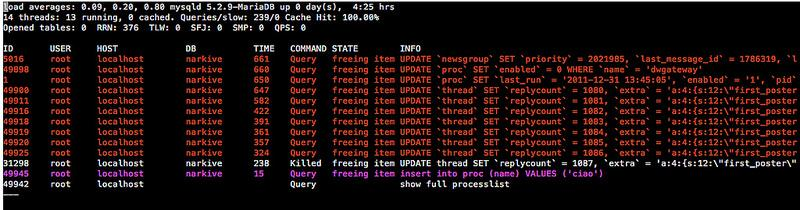 load averages: 0.09, 0.20, 0.80 mysqld 5.2.9-MariaDB up 0 day(s),  4:25 hrs
14 threads: 13 running, 0 cached. Queries/slow: 239/0 Cache Hit: 100.00%
Opened tables: 0  RRN: 376  TLW: 0  SFJ: 0  SMP: 0  QPS: 0
ID USER HOST DB TIME COMMAND STATE INFO
5016 root localhost narkive 661 Query freeing item UPDATE `newsgroup` SET `priority` = 2021985, `last_message_id` = 1786319, `l
49898 root localhost narkive 660 Query freeing item UPDATE `proc` SET `enabled` = 0 WHERE `name` = 'dwgateway'
1 root localhost narkive 650 Query freeing item UPDATE `proc` SET `last_run` = '2011-12-31 13:45:05', `enabled` = '1', `pid`
49900 root localhost narkive 647 Query freeing item UPDATE `thread` SET `replycount` = 1080, `extra` = 'a:4:{s:12:\"first_poster
49911 root localhost narkive 582 Query freeing item UPDATE `thread` SET `replycount` = 1081, `extra` = 'a:4:{s:12:\"first_poster
49916 root localhost narkive 422 Query freeing item UPDATE `thread` SET `replycount` = 1082, `extra` = 'a:4:{s:12:\"first_poster
49918 root localhost narkive 391 Query freeing item UPDATE `thread` SET `replycount` = 1083, `extra` = 'a:4:{s:12:\"first_poster
49919 root localhost narkive 361 Query freeing item UPDATE `thread` SET `replycount` = 1084, `extra` = 'a:4:{s:12:\"first_poster
49920 root localhost narkive 357 Query freeing item UPDATE `thread` SET `replycount` = 1085, `extra` = 'a:4:{s:12:\"first_poster
49925 root localhost narkive 324 Query freeing item UPDATE `thread` SET `replycount` = 1086, `extra` = 'a:4:{s:12:\"first_poster
31298 root localhost narkive 238 Killed freeing item UPDATE thread SET `replycount` = 1087, `extra` = 'a:4:{s:12:\"first_poster\"
49945 root localhost narkive 15 Query freeing item insert into proc (name) VALUES ('ciao')
49942 root localhost Query show full processlist